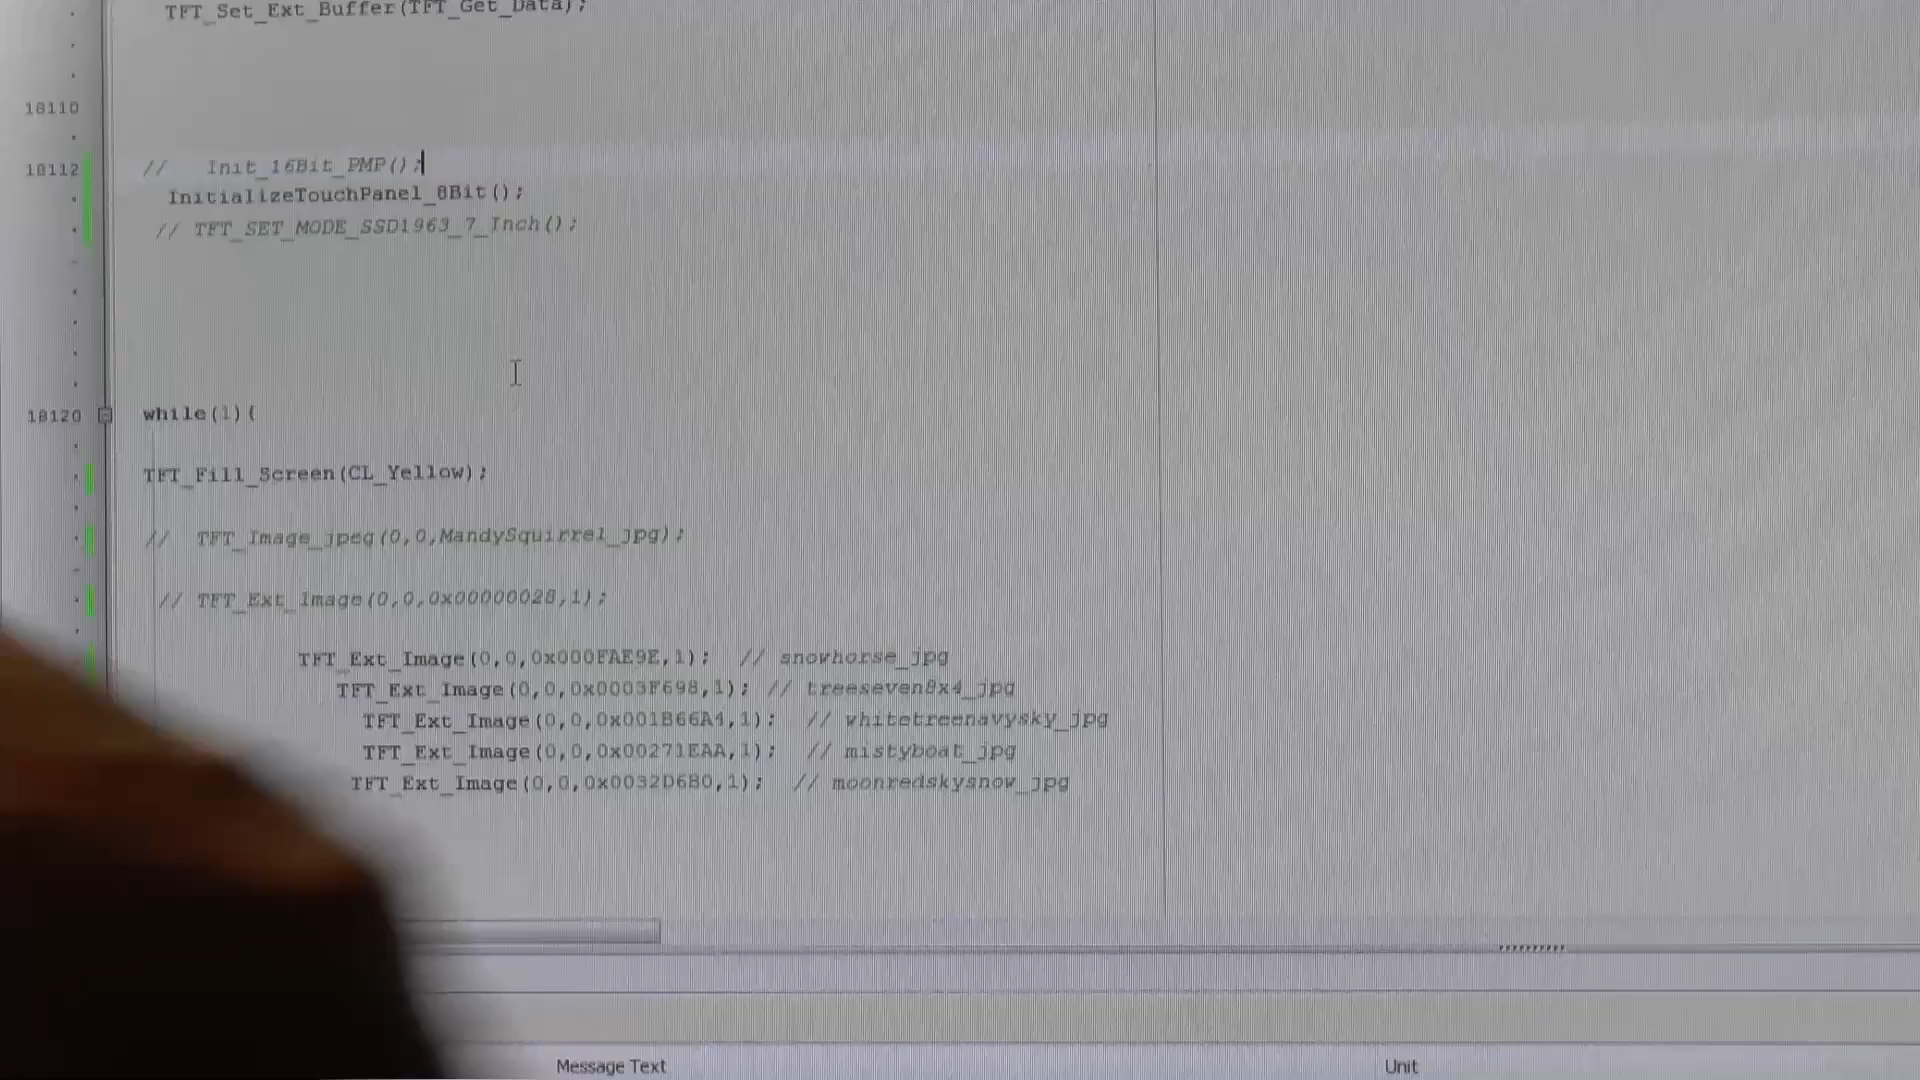 TFT_Set_Ext_Buffer(TFT_Get_Data);
18110
18112 // Init_16Bit_PMP();
InitializeTouchPanel_8Bit();
// TFT_SET_MODE_SSD1963_7_Inch();
18120 while(1){
TFT_Fill_Screen(CL_Yellow);
// TFT_Image_jpeg(0,0,MandySquirrel_jpg);
// TFT_Ext_Image(0,0,0x00000028,1);
TFT_Ext_Image(0,0,0x000FAE9E,1); // snowhorse_jpg
TFT_Ext_Image(0,0,0x0003F698,1); // treeseven8x4_jpg
TFT_Ext_Image(0,0,0x001B66A4,1); // whitetreenavysky_jpg
TFT_Ext_Image(0,0,0x00271EAA,1); // mistyboat_jpg
TFT_Ext_Image(0,0,0x0032D6B0,1); // moonredskysnow_jpg
Message Text Unit